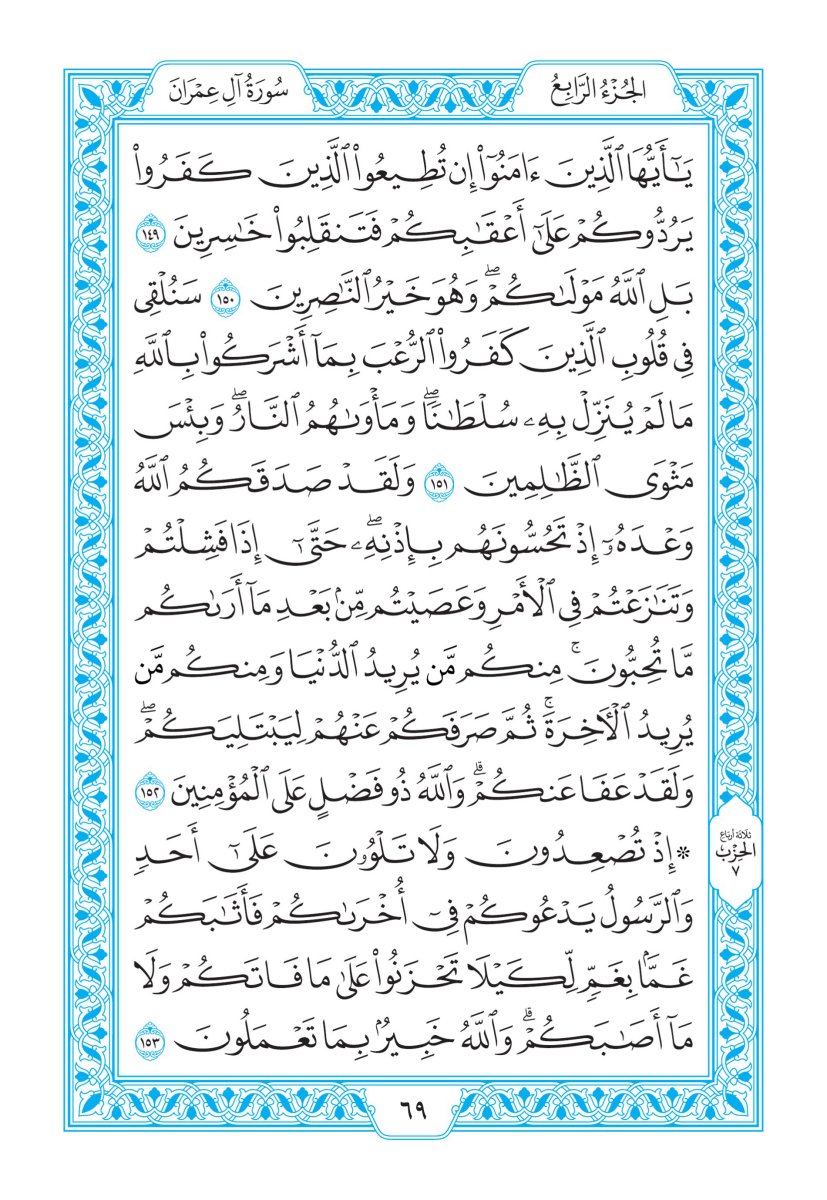 الجُزْءُ الرَّابِعُ
سُورَةُ آلِ عِمْرَان
يَٰٓأَيُّهَا ٱلَّذِينَ ءَامَنُوٓا۟ إِن تُطِيعُوا۟ ٱلَّذِينَ كَفَرُوا۟
يَرُدُّوكُمْ عَلَىٰٓ أَعْقَٰبِكُمْ فَتَنقَلِبُوا۟ خَٰسِرِينَ ١٤٩
بَلِ ٱللَّهُ مَوْلَىٰكُمْ ۖ وَهُوَ خَيْرُ ٱلنَّٰصِرِينَ ١٥٠ سَنُلْقِى
فِى قُلُوبِ ٱلَّذِينَ كَفَرُوا۟ ٱلرُّعْبَ بِمَآ أَشْرَكُوا۟ بِٱللَّهِ
مَا لَمْ يُنَزِّلْ بِهِۦ سُلْطَٰنًا ۖ وَمَأْوَىٰهُمُ ٱلنَّارُ ۖ وَبِئْسَ
مَثْوَى ٱلظَّٰلِمِينَ ١٥١ وَلَقَدْ صَدَقَكُمُ ٱللَّهُ
وَعْدَهُۥٓ إِذْ تَحُسُّونَهُم بِإِذْنِهِۦ ۖ حَتَّىٰٓ إِذَا فَشِلْتُمْ
وَتَنَٰزَعْتُمْ فِى ٱلْأَمْرِ وَعَصَيْتُم مِّنۢ بَعْدِ مَآ أَرَىٰكُم
مَّا تُحِبُّونَ ۚ مِنكُم مَّن يُرِيدُ ٱلدُّنْيَا وَمِنكُم مَّن
يُرِيدُ ٱلْـَٔاخِرَةَ ۚ ثُمَّ صَرَفَكُمْ عَنْهُمْ لِيَبْتَلِيَكُمْ ۖ
وَلَقَدْ عَفَا عَنكُمْ ۗ وَٱللَّهُ ذُو فَضْلٍ عَلَى ٱلْمُؤْمِنِينَ ١٥٢
ثلاثة أرباع
الحِزْب
٧
* إِذْ تُصْعِدُونَ وَلَا تَلْوُۥنَ عَلَىٰٓ أَحَدٍ
وَٱلرَّسُولُ يَدْعُوكُمْ فِىٓ أُخْرَىٰكُمْ فَأَثَٰبَكُمْ
غَمًّۢا بِغَمٍّ لِّكَيْلَا تَحْزَنُوا۟ عَلَىٰ مَا فَاتَكُمْ وَلَا
مَآ أَصَٰبَكُمْ ۗ وَٱللَّهُ خَبِيرٌۢ بِمَا تَعْمَلُونَ ١٥٣
٦٩